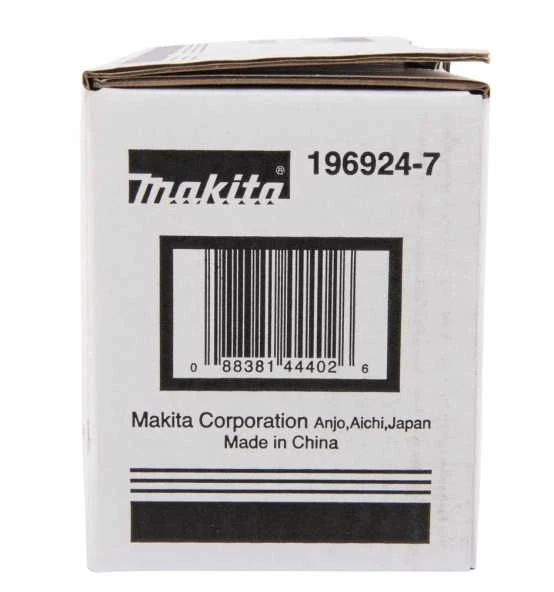 makita® 196924-7
0 88381 44402 6
Makita Corporation Anjo,Aichi,Japan
Made in China